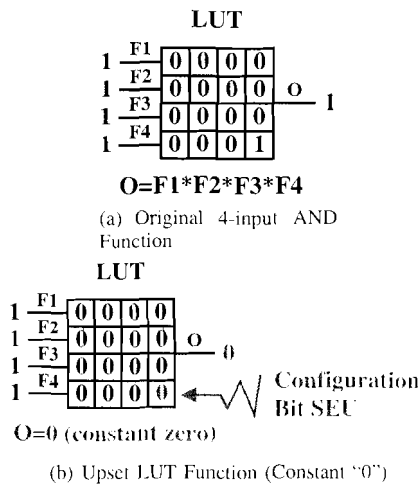 LUT
F1
1 0 0 0 0
F2
1 0 0 0 0 O 1
F3
1 0 0 0 0
F4
1 0 0 0 1
O=F1*F2*F3*F4
(a) Original 4-input AND
Function
LUT
F1
1 0 0 0 0
F2
1 0 0 0 0 O 0
F3
1 0 0 0 0
F4
1 0 0 0 0
Configuration
Bit SEU
O=0 (constant zero)
(b) Upset LUT Function (Constant “0”)